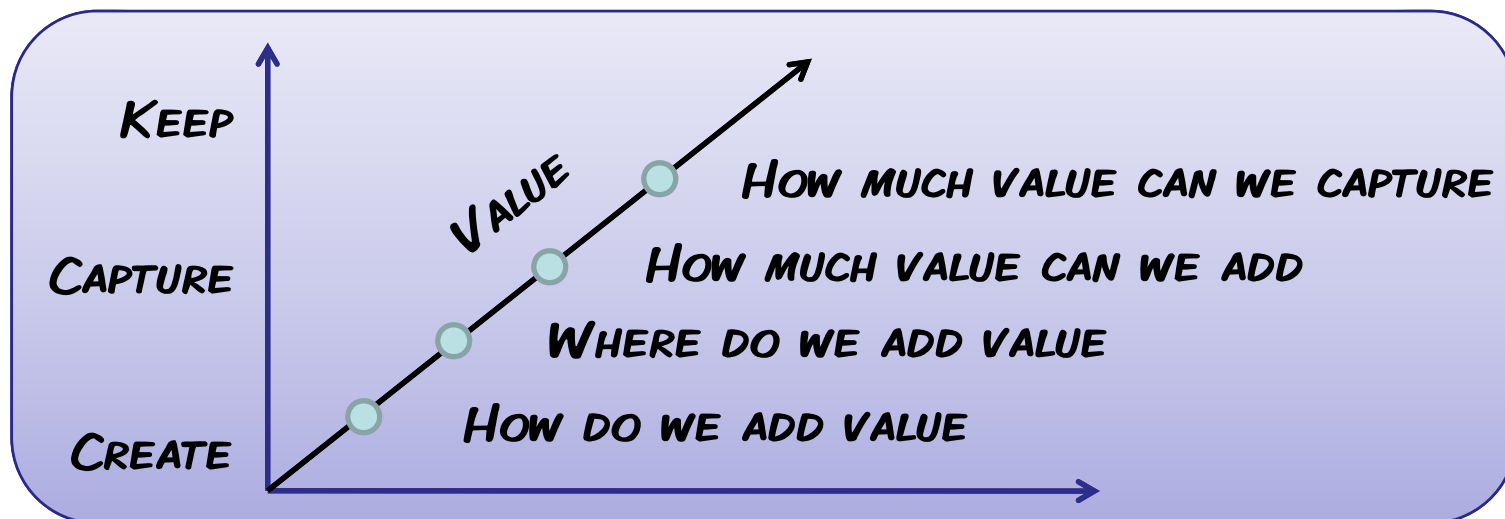 KEEP
VALUE
HOW MUCH VALUE CAN WE CAPTURE
CAPTURE
HOW MUCH VALUE CAN WE ADD
WHERE DO WE ADD VALUE
CREATE
HOW DO WE ADD VALUE